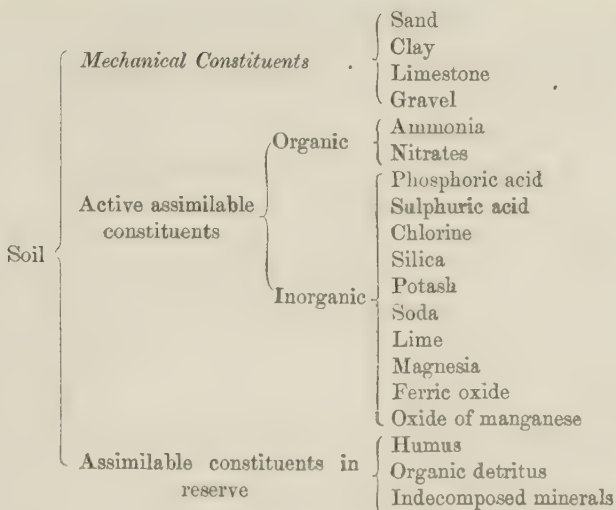 Sand
Mechanical Constituents .
Clay
Limestone
Gravel
Organic
Ammonia
Nitrates
Active assimilable
constituents
Soil
Inorganic
Phosphoric acid
Sulphuric acid
Chlorine
Silica
Potash
Soda
Lime
Magnesia
Ferric oxide
Oxide of manganese
Assimilable constituents in
reserve
Humus
Organic detritus
Indecomposed minerals